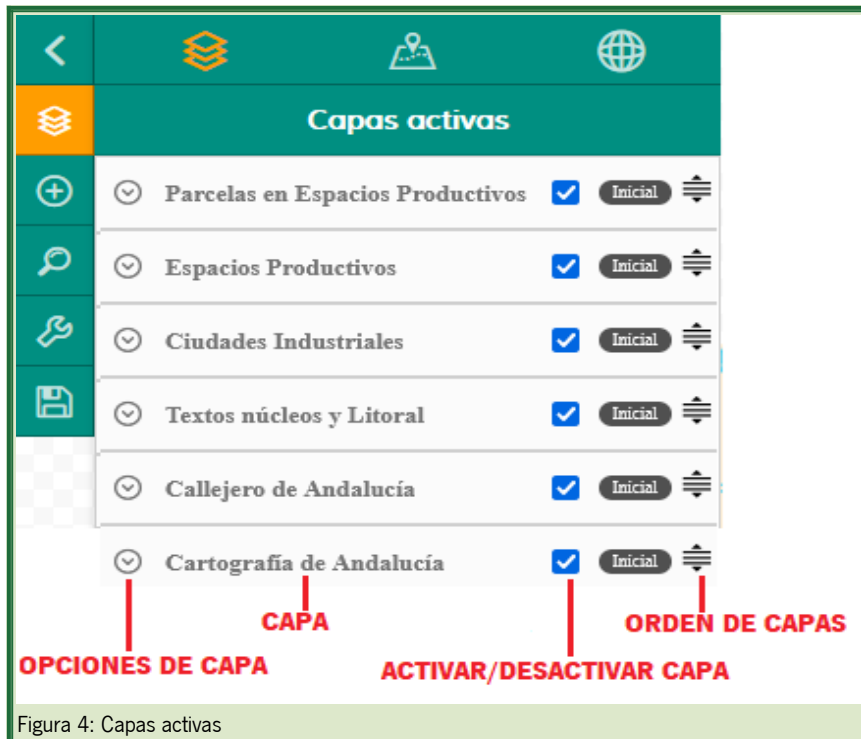 Capas activas
Parcelas en Espacios Productivos Inicial
Espacios Productivos Inicial
Ciudades Industriales Inicial
Textos núcleos y Litoral Inicial
Callejero de Andalucía Inicial
Cartografía de Andalucía Inicial
CAPA
ORDEN DE CAPAS
OPCIONES DE CAPA
ACTIVAR/DESACTIVAR CAPA
Figura 4: Capas activas